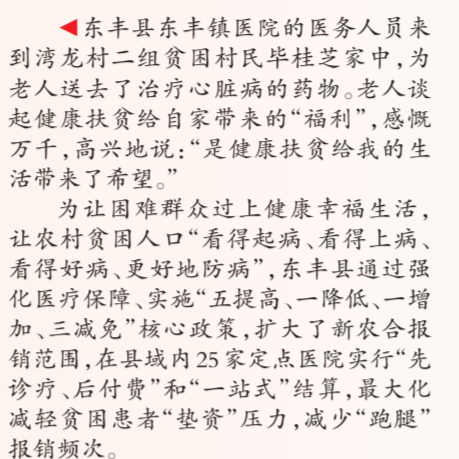 ◀东丰县东丰镇医院的医务人员来
到湾龙村二组贫困村民毕桂芝家中,为
老人送去了治疗心脏病的药物。老人谈
起健康扶贫给自家带来的“福利”,感慨
万千,高兴地说:“是健康扶贫给我的生
活带来了希望。”
为让困难群众过上健康幸福生活,
让农村贫困人口“看得起病、看得上病、
看得好病、更好地防病”,东丰县通过强
化医疗保障、实施“五提高、一降低、一增
加、三减免”核心政策,扩大了新农合报
销范围,在县域内25家定点医院实行“先
诊疗、后付费”和“一站式”结算,最大化
减轻贫困患者“垫资”压力,减少“跑腿”
报销频次。